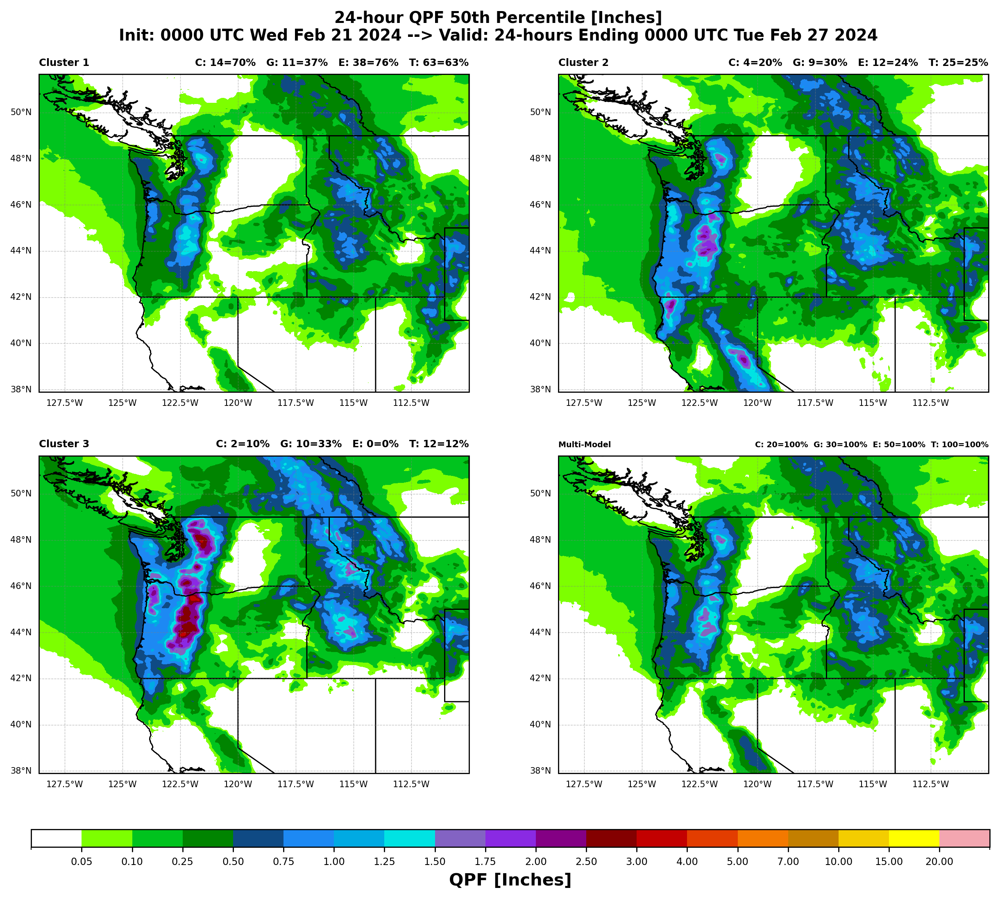 24-hour QPF 50th Percentile [Inches]
Init: 0000 UTC Wed Feb 21 2024 --> Valid: 24-hours Ending 0000 UTC Tue Feb 27 2024
Cluster 1 C: 14=70% G: 11=37% E: 38=76% T: 63=63%
50°N
48°N
46°N
44°N
42°N
40°N
38°N
127.5°W 125°W 122.5°W 120°W 117.5°W 115°W 112.5°W
Cluster 2 C: 4=20% G: 9=30% E: 12=24% T: 25=25%
50°N
48°N
46°N
44°N
42°N
40°N
38°N
127.5°W 125°W 122.5°W 120°W 117.5°W 115°W 112.5°W
Cluster 3 C: 2=10% G: 10=33% E: 0=0% T: 12=12%
50°N
48°N
46°N
44°N
42°N
40°N
38°N
127.5°W 125°W 122.5°W 120°W 117.5°W 115°W 112.5°W
Multi-Model C: 20=100% G: 30=100% E: 50=100% T: 100=100%
50°N
48°N
46°N
44°N
42°N
40°N
38°N
127.5°W 125°W 122.5°W 120°W 117.5°W 115°W 112.5°W
0.05 0.10 0.25 0.50 0.75 1.00 1.25 1.50 1.75 2.00 2.50 3.00 4.00 5.00 7.00 10.00 15.00 20.00
QPF [Inches]